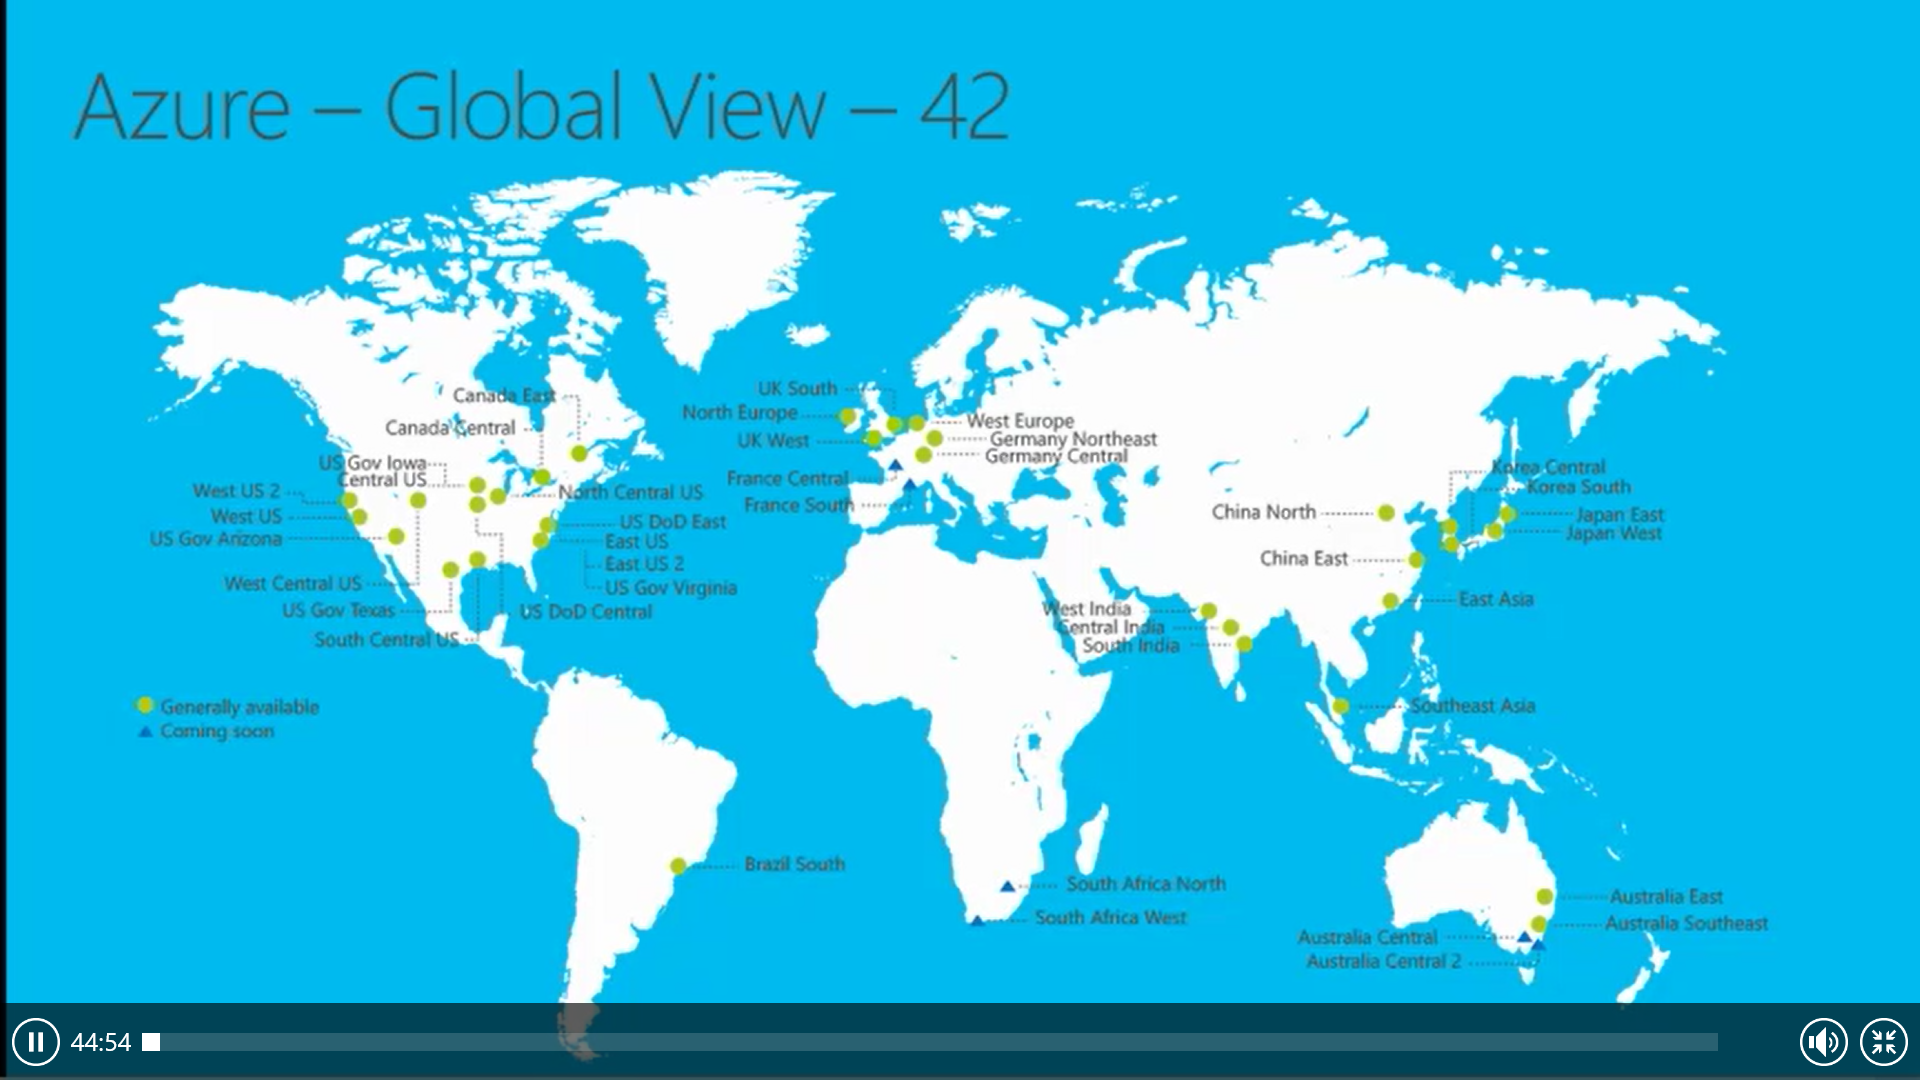 Azure – Global View – 42
Canada East
Canada Central
US Gov Iowa
Central US
West US 2
West US
US Gov Arizona
West Central US
US Gov Texas
South Central US
North Central US
US DoD East
East US
East US 2
US Gov Virginia
US DoD Central
UK South
North Europe
UK West
France Central
France South
West Europe
Germany Northeast
Germany Central
Korea Central
Korea South
China North
Japan East
Japan West
China East
East Asia
West India
Central India
South India
Southeast Asia
Generally available
Coming soon
Brazil South
South Africa North
South Africa West
Australia East
Australia Southeast
Australia Central
Australia Central 2
44:54